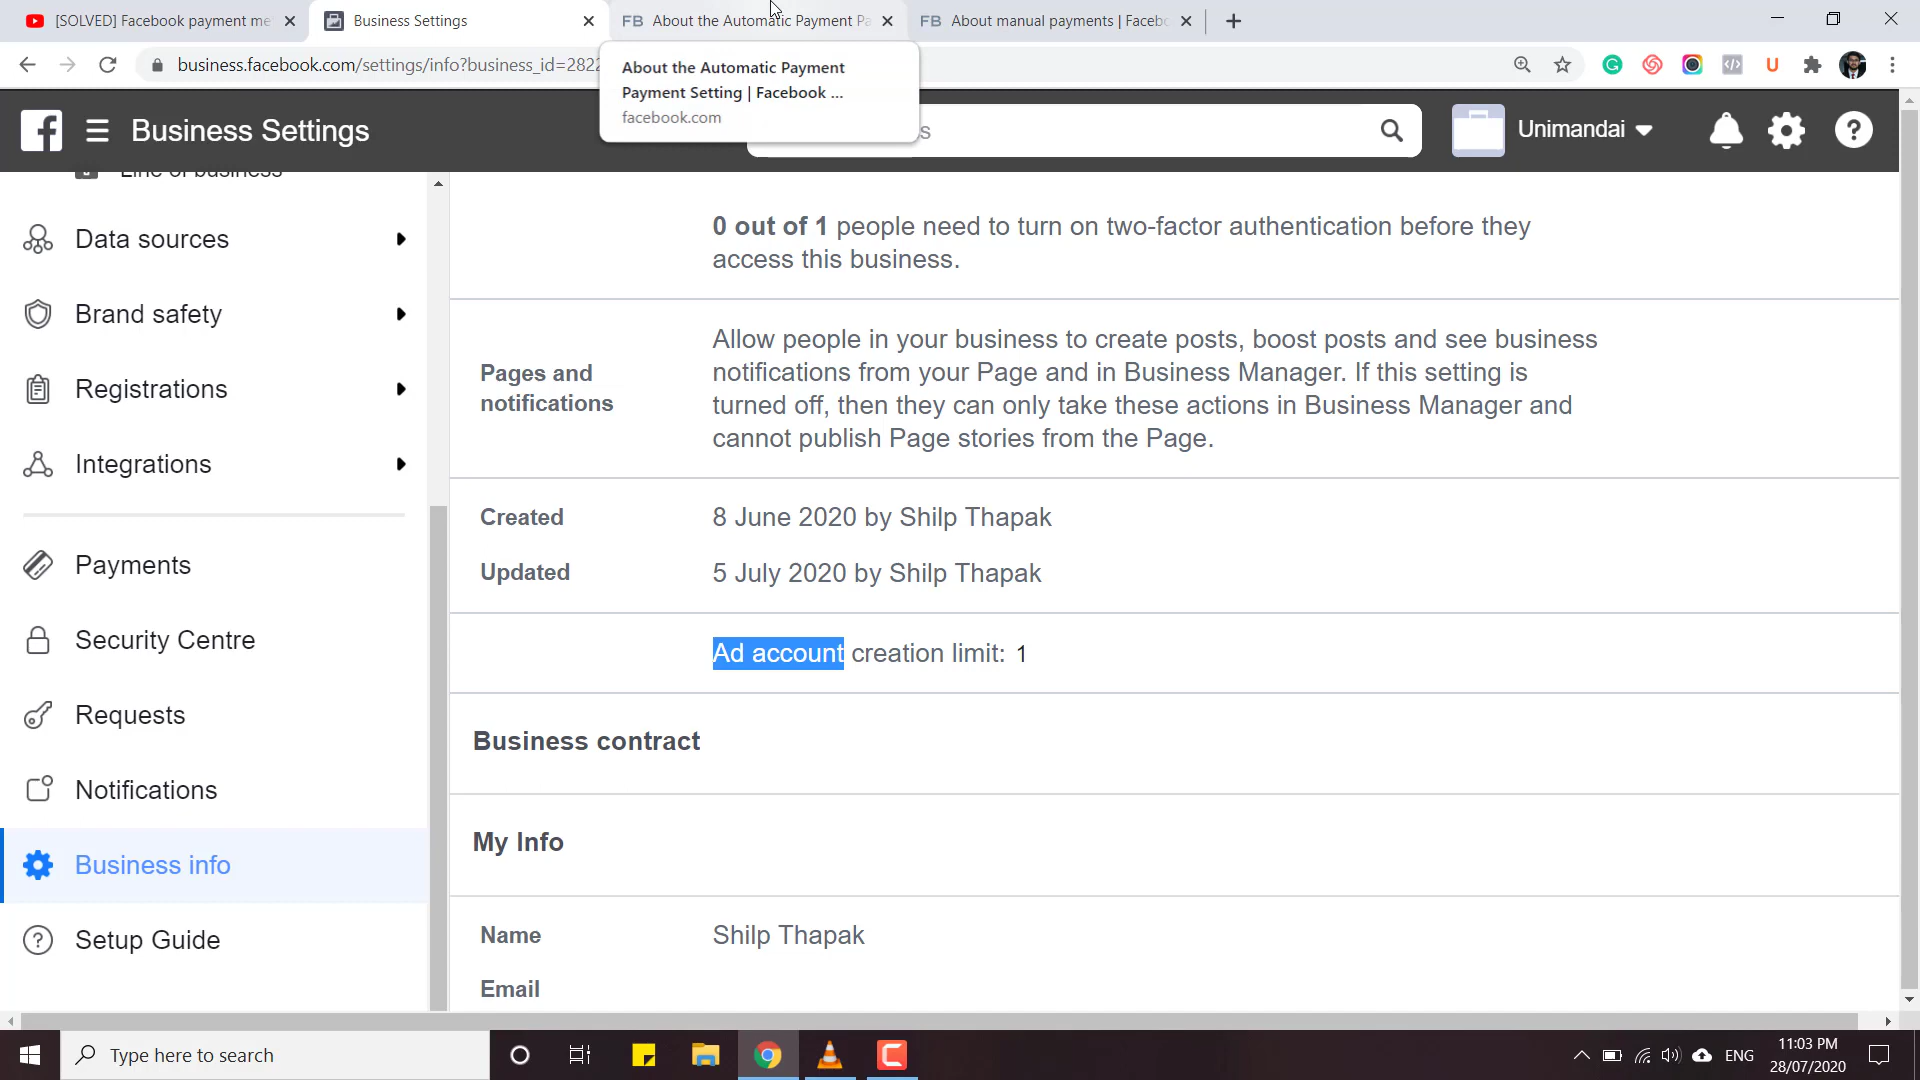 [SOLVED] Facebook payment me
Business Settings
FB About the Automatic Payment Pa
FB About manual payments | Facebo
business.facebook.com/settings/info?business_id=2822
About the Automatic Payment
Payment Setting | Facebook ...
facebook.com
Business Settings
s
Unimandai
Line of business
Data sources
Brand safety
Registrations
Integrations
Payments
Security Centre
Requests
Notifications
Business info
Setup Guide
0 out of 1 people need to turn on two-factor authentication before they
access this business.
Pages and
notifications
Allow people in your business to create posts, boost posts and see business
notifications from your Page and in Business Manager. If this setting is
turned off, then they can only take these actions in Business Manager and
cannot publish Page stories from the Page.
Created 8 June 2020 by Shilp Thapak
Updated 5 July 2020 by Shilp Thapak
Ad account creation limit: 1
Business contract
My Info
Name Shilp Thapak
Email
Type here to search
ENG
11:03 PM
28/07/2020